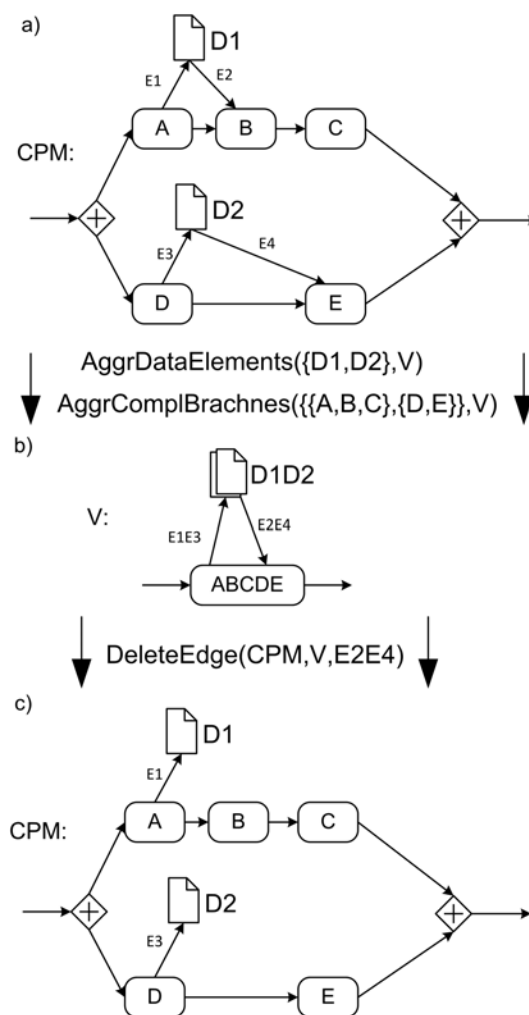 a)
D1
E1 E2
A B C
CPM:
D2
E3 E4
D E
AggrDataElements({D1,D2},V)
AggrComplBrachnes({{A,B,C},{D,E}},V)
b)
D1D2
V:
E1E3 E2E4
ABCDE
DeleteEdge(CPM,V,E2E4)
c)
D1
E1
A B C
CPM:
D2
E3
D E